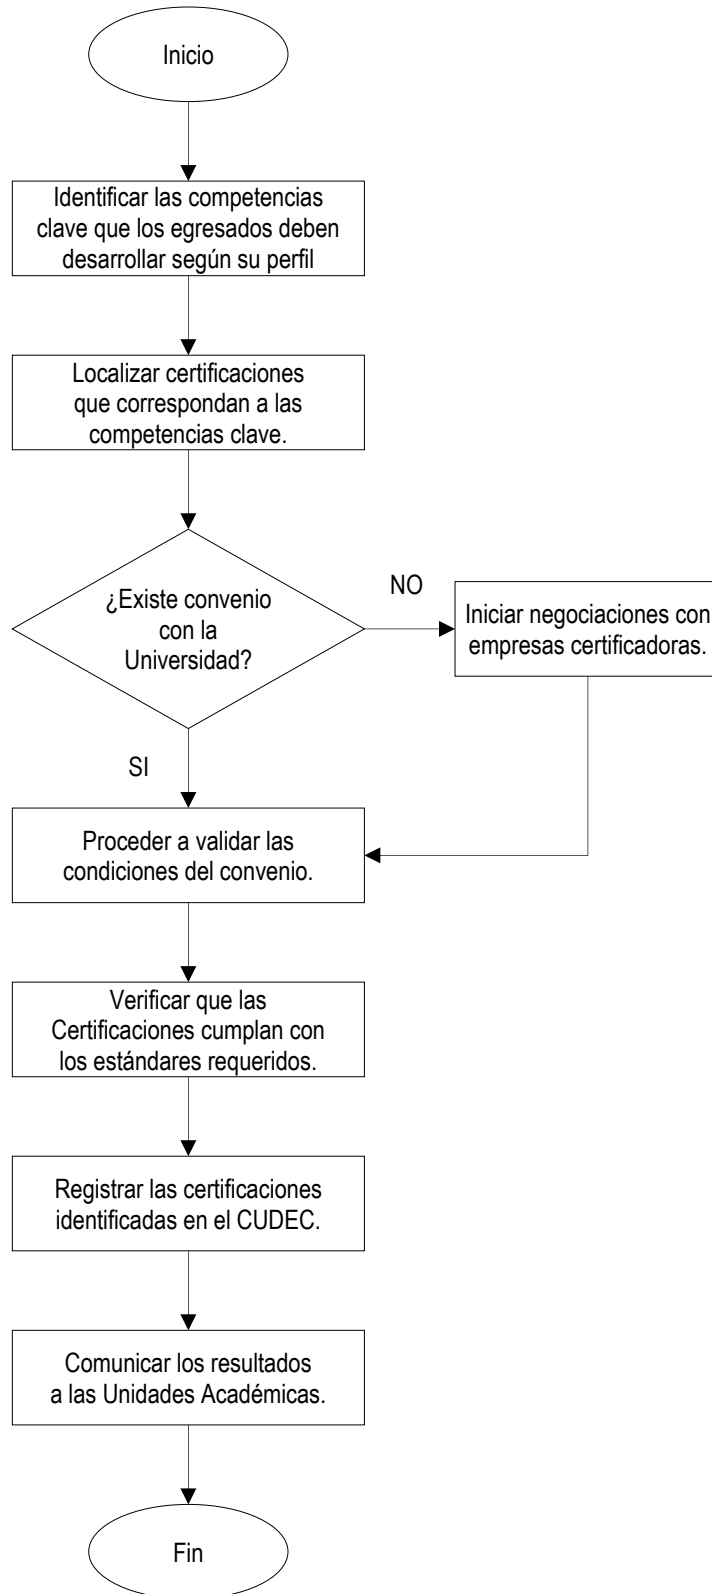 Inicio
Identificar las competencias
clave que los egresados deben
desarrollar según su perfil
Localizar certificaciones
que correspondan a las
competencias clave.
¿Existe convenio
con la
Universidad?
NO
Iniciar negociaciones con
empresas certificadoras.
SI
Proceder a validar las
condiciones del convenio.
Verificar que las
Certificaciones cumplan con
los estándares requeridos.
Registrar las certificaciones
identificadas en el CUDEC.
Comunicar los resultados
a las Unidades Académicas.
Fin